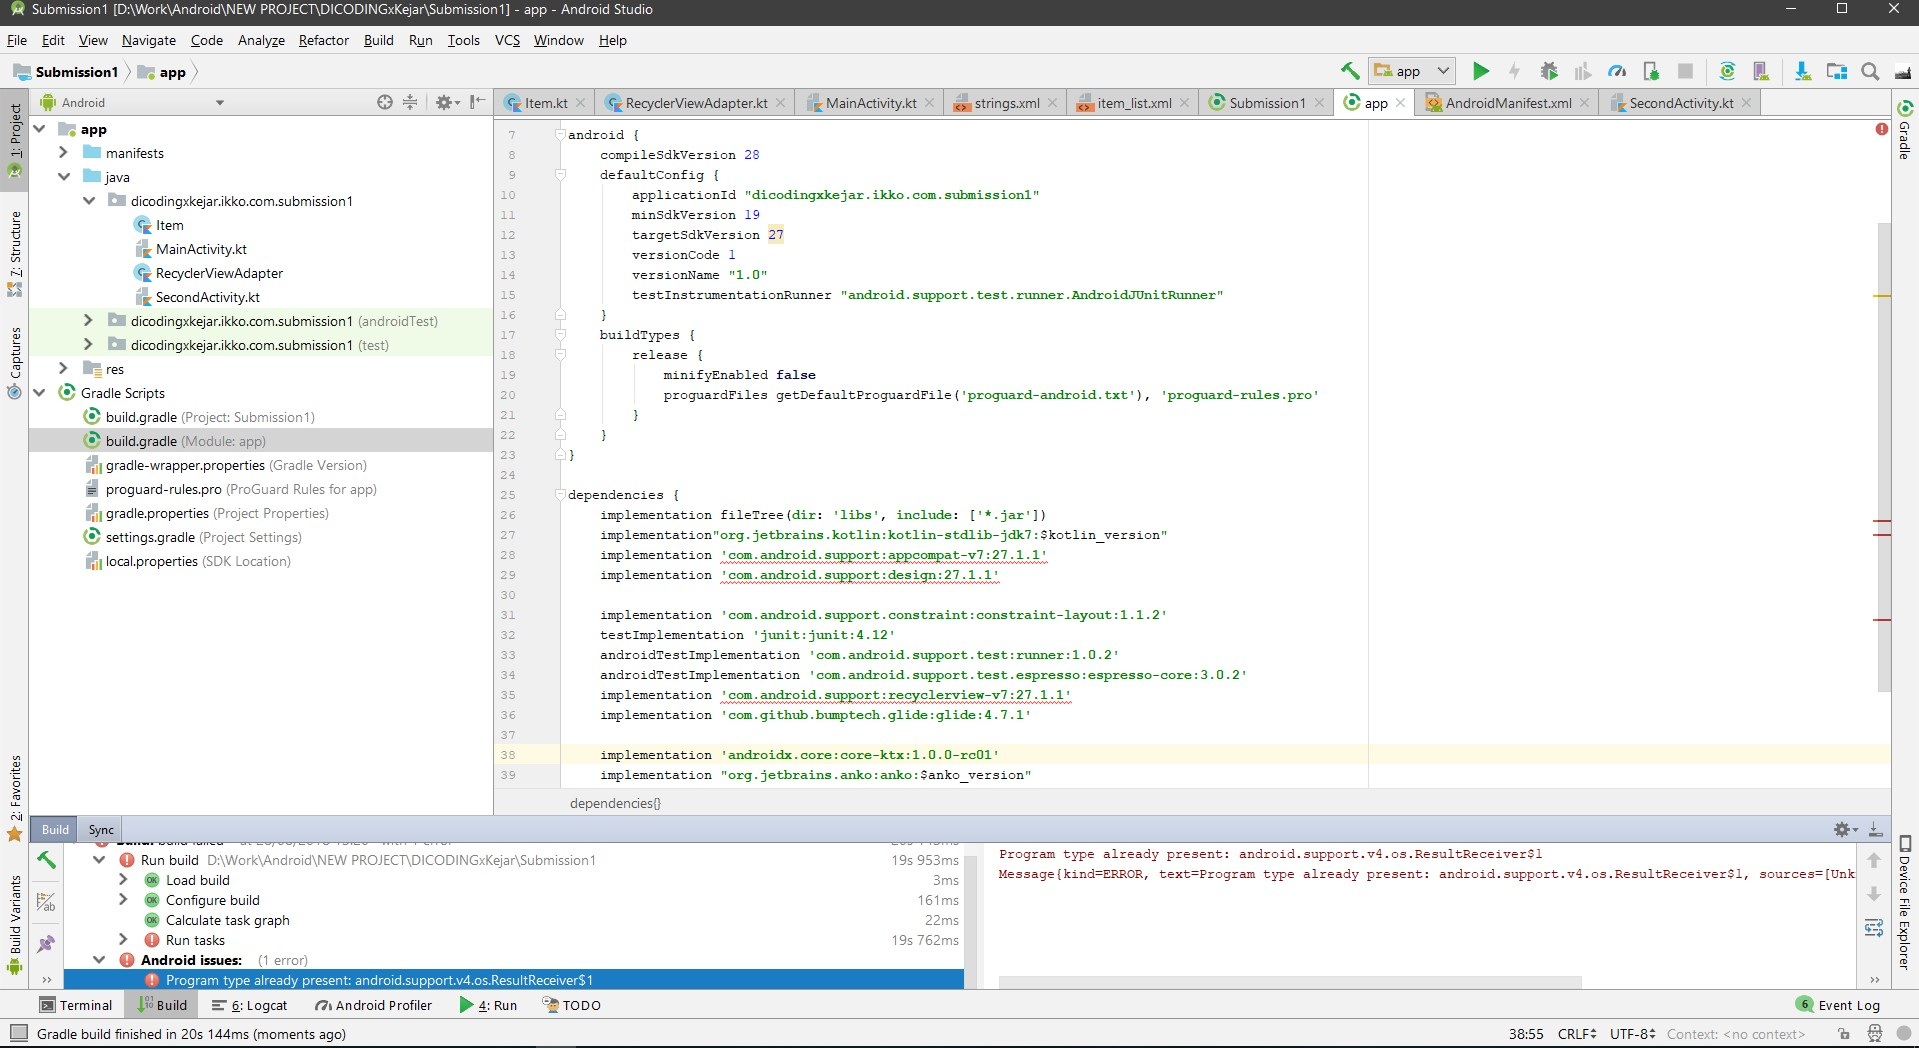 Submission1 [D:\Work\Android\NEW PROJECT\DICODINGxKejar\Submission1] - app - Android Studio
File Edit View Navigate Code Analyze Refactor Build Run Tools VCS Window Help
Submission1 app
app
Android
Item.kt RecyclerViewAdapter.kt MainActivity.kt strings.xml item_list.xml Submission1 app AndroidManifest.xml SecondActivity.kt
1: Project
7: Structure
Captures
2: Favorites
Build Variants
app
manifests
java
dicodingxkejar.ikko.com.submission1
Item
MainActivity.kt
RecyclerViewAdapter
SecondActivity.kt
dicodingxkejar.ikko.com.submission1 (androidTest)
dicodingxkejar.ikko.com.submission1 (test)
res
Gradle Scripts
build.gradle (Project: Submission1)
build.gradle (Module: app)
gradle-wrapper.properties (Gradle Version)
proguard-rules.pro (ProGuard Rules for app)
gradle.properties (Project Properties)
settings.gradle (Project Settings)
local.properties (SDK Location)
7 android {
8 compileSdkVersion 28
9 defaultConfig {
10 applicationId "dicodingxkejar.ikko.com.submission1"
11 minSdkVersion 19
12 targetSdkVersion 27
13 versionCode 1
14 versionName "1.0"
15 testInstrumentationRunner "android.support.test.runner.AndroidJUnitRunner"
16 }
17 buildTypes {
18 release {
19 minifyEnabled false
20 proguardFiles getDefaultProguardFile('proguard-android.txt'), 'proguard-rules.pro'
21 }
22 }
23 }
24
25 dependencies {
26 implementation fileTree(dir: 'libs', include: ['*.jar'])
27 implementation"org.jetbrains.kotlin:kotlin-stdlib-jdk7:$kotlin_version"
28 implementation 'com.android.support:appcompat-v7:27.1.1'
29 implementation 'com.android.support:design:27.1.1'
30
31 implementation 'com.android.support.constraint:constraint-layout:1.1.2'
32 testImplementation 'junit:junit:4.12'
33 androidTestImplementation 'com.android.support.test:runner:1.0.2'
34 androidTestImplementation 'com.android.support.test.espresso:espresso-core:3.0.2'
35 implementation 'com.android.support:recyclerview-v7:27.1.1'
36 implementation 'com.github.bumptech.glide:glide:4.7.1'
37
38 implementation 'androidx.core:core-ktx:1.0.0-rc01'
39 implementation "org.jetbrains.anko:anko:$anko_version"
dependencies{}
Gradle
Device File Explorer
Build Sync
Run build D:\Work\Android\NEW PROJECT\DICODINGxKejar\Submission1 19s 953ms
Load build 3ms
Configure build 161ms
Calculate task graph 22ms
Run tasks 19s 762ms
Android issues: (1 error)
Program type already present: android.support.v4.os.ResultReceiver$1
Program type already present: android.support.v4.os.ResultReceiver$1
Message{kind=ERROR, text=Program type already present: android.support.v4.os.ResultReceiver$1, sources=[Unk
Terminal Build 6: Logcat Android Profiler 4: Run TODO 6 Event Log
Gradle build finished in 20s 144ms (moments ago) 38:55 CRLF UTF-8 Context: <no context>